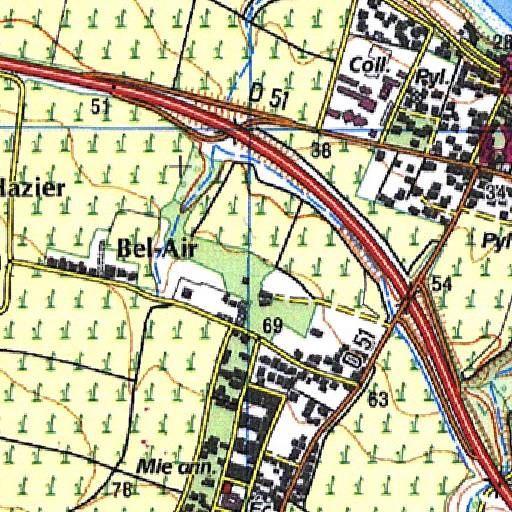 28
Coll.
Pyl.
D 51
51
38
lazier
34
Bel-Air
Pyl
54
69
D 51
63
Mie ann.
78